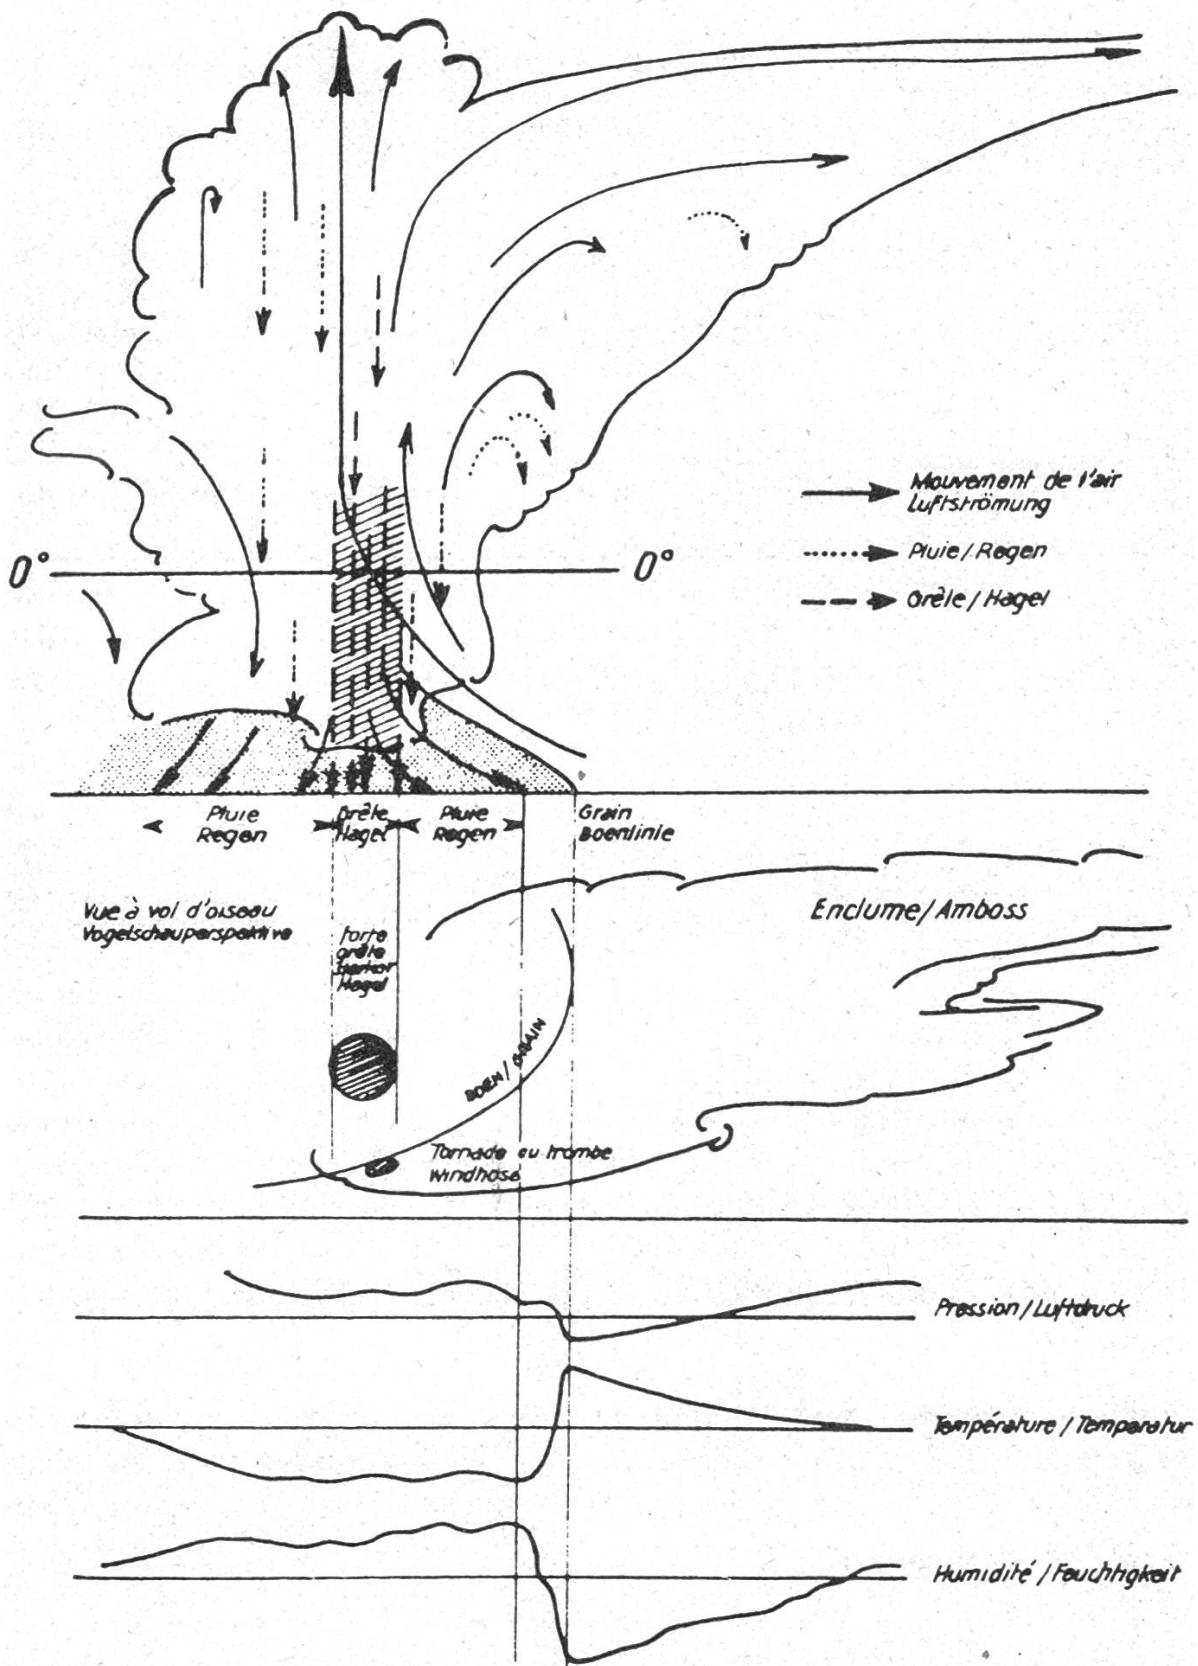 Mouvement de l'air
Luftströmung
0°
0°
Pluie/Regen
Grêle/Hagel
Pluie
Regen
Grêle
Hagel
Pluie
Regen
Grain
Boenlinie
Vue à vol d'oiseau
Vogelschauperspektive
Forte
grêle
starker
Hagel
Enclume/Amboss
BOEN/GRAIN
Tornade ou trombe
Windhose
Pression/Luftdruck
Température/Temperatur
Humidité/Feuchtigkeit